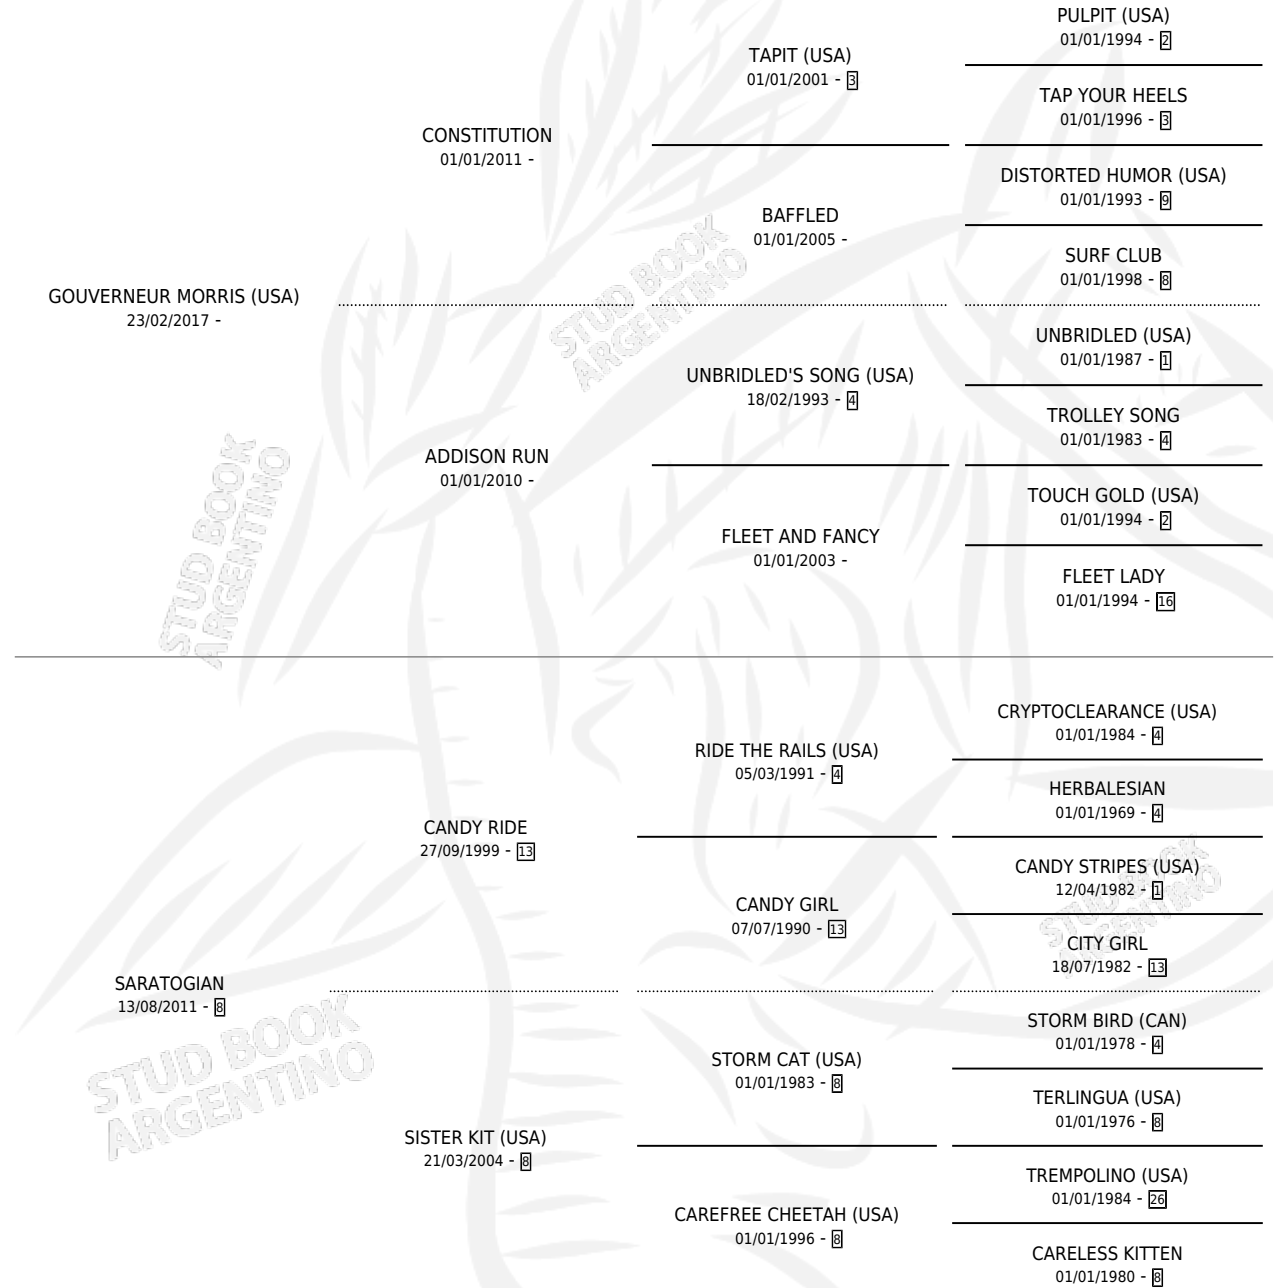 PULPIT (USA)
01/01/1994 - 2
TAPIT (USA)
01/01/2001 - 3
TAP YOUR HEELS
01/01/1996 - 3
CONSTITUTION
01/01/2011 -
DISTORTED HUMOR (USA)
01/01/1993 - 9
BAFFLED
01/01/2005 -
SURF CLUB
01/01/1998 - 8
GOUVERNEUR MORRIS (USA)
23/02/2017 -
UNBRIDLED (USA)
01/01/1987 - 1
UNBRIDLED'S SONG (USA)
18/02/1993 - 4
TROLLEY SONG
01/01/1983 - 4
ADDISON RUN
01/01/2010 -
TOUCH GOLD (USA)
01/01/1994 - 2
FLEET AND FANCY
01/01/2003 -
FLEET LADY
01/01/1994 - 16
CRYPTOCLEARANCE (USA)
01/01/1984 - 4
RIDE THE RAILS (USA)
05/03/1991 - 4
HERBALESIAN
01/01/1969 - 4
CANDY RIDE
27/09/1999 - 13
CANDY STRIPES (USA)
12/04/1982 - 1
CANDY GIRL
07/07/1990 - 13
CITY GIRL
18/07/1982 - 13
SARATOGIAN
13/08/2011 - 8
STORM BIRD (CAN)
01/01/1978 - 4
STORM CAT (USA)
01/01/1983 - 8
TERLINGUA (USA)
01/01/1976 - 8
SISTER KIT (USA)
21/03/2004 - 8
TREMPOLINO (USA)
01/01/1984 - 26
CAREFREE CHEETAH (USA)
01/01/1996 - 8
CARELESS KITTEN
01/01/1980 - 8
STUD BOOK
ARGENTINO
STUD BOOK
ARGENTINO
STUD BOOK
ARGENTINO
STUD BOOK
ARGENTINO